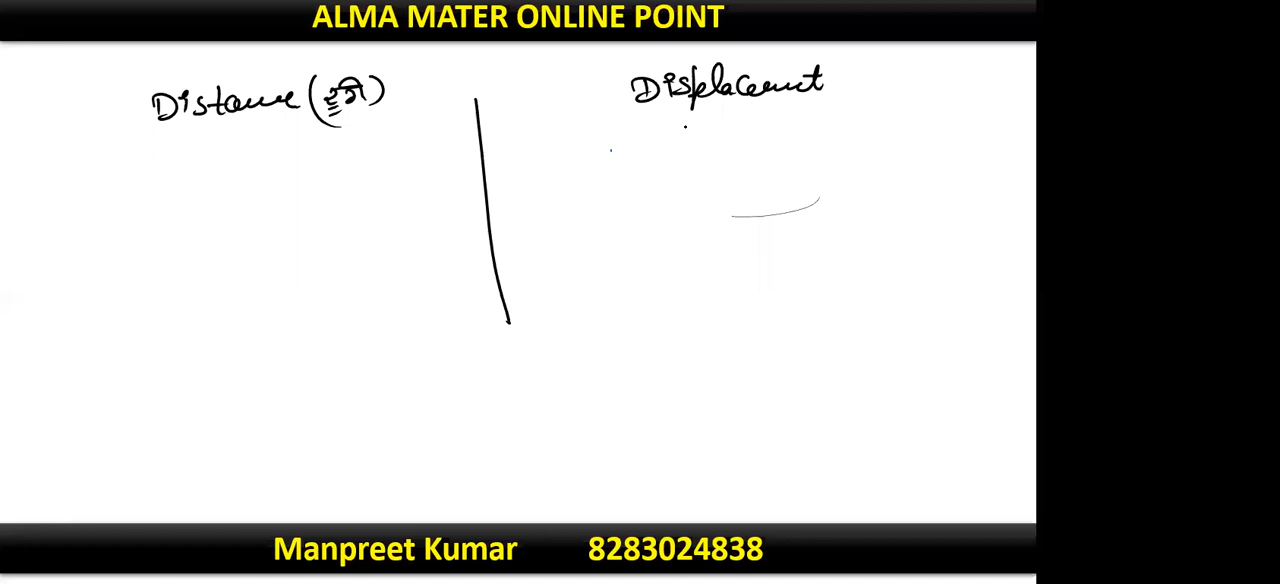 ALMA MATER ONLINE POINT
Distance (ਦੂਰੀ)
Displacement
Manpreet Kumar 8283024838